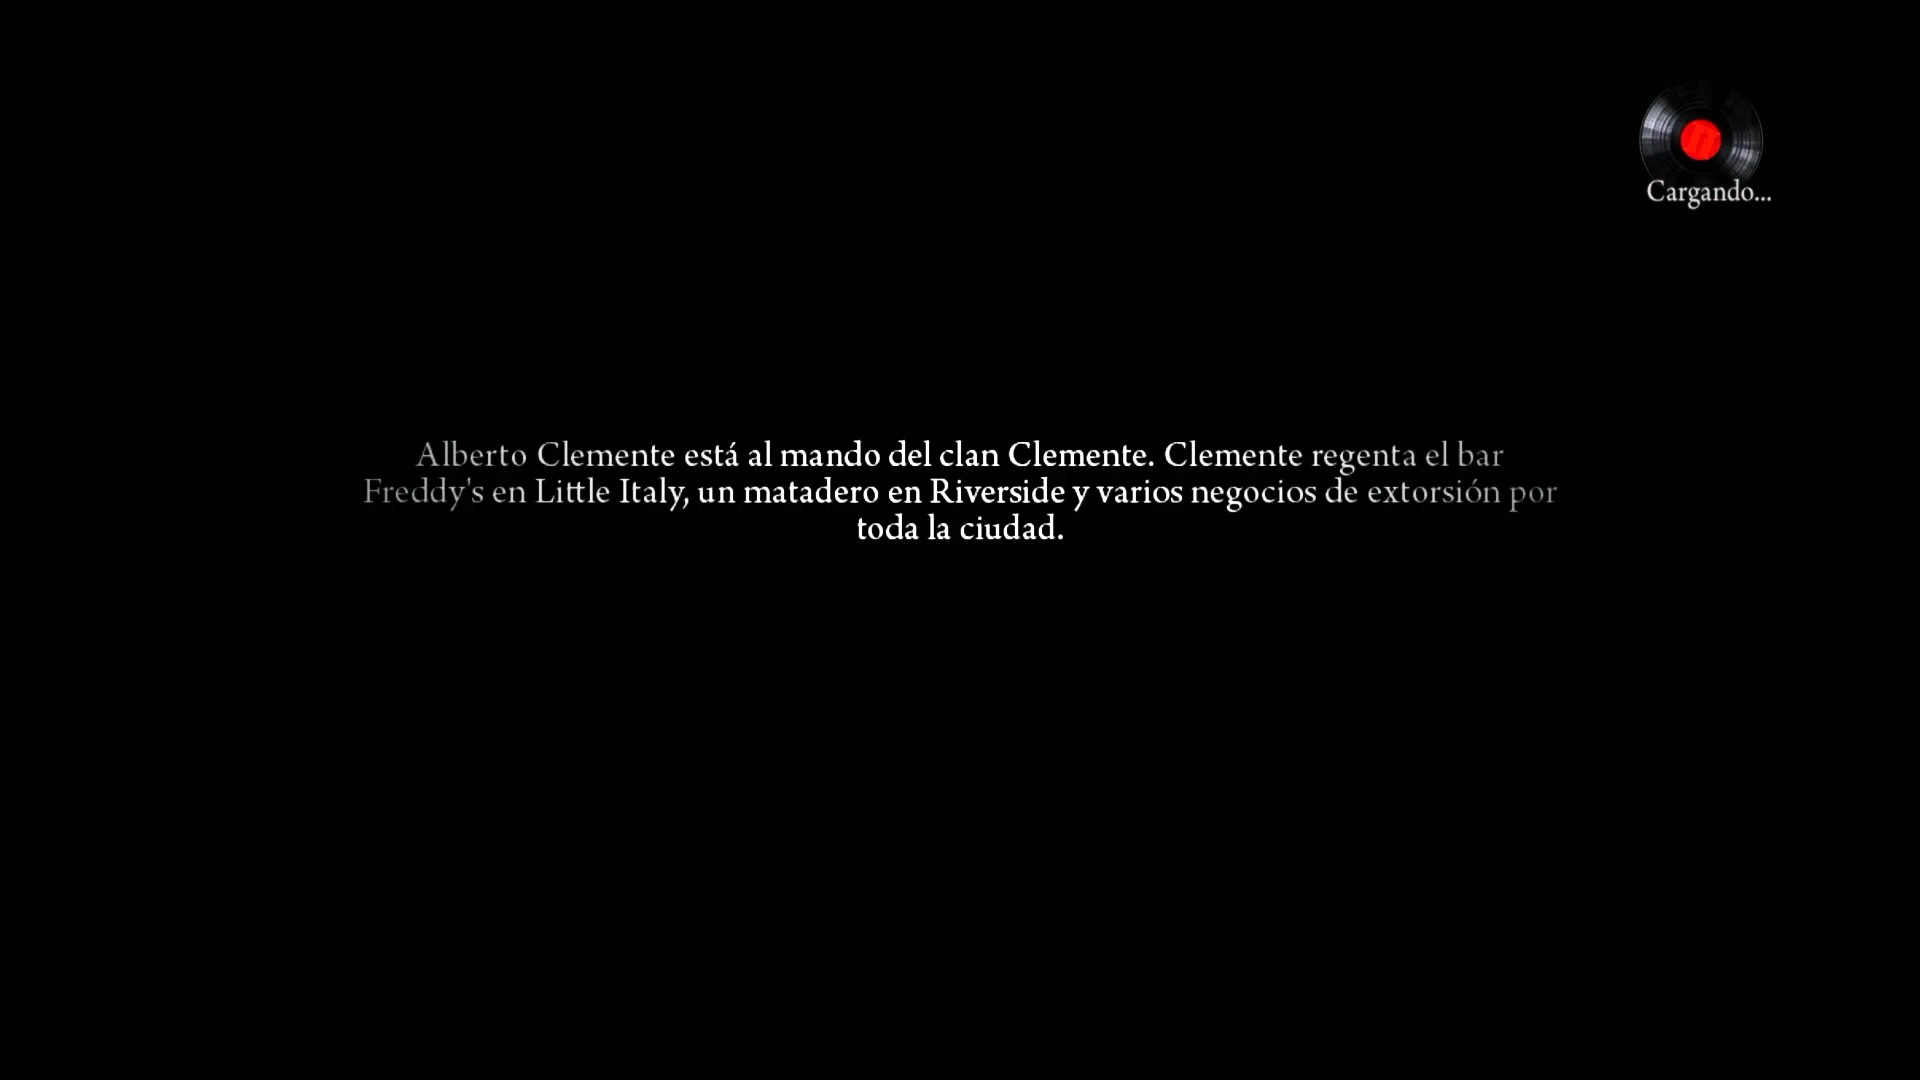 Cargando...
Alberto Clemente está al mando del clan Clemente. Clemente regenta el bar
Freddy's en Little Italy, un matadero en Riverside y varios negocios de extorsión por
toda la ciudad.